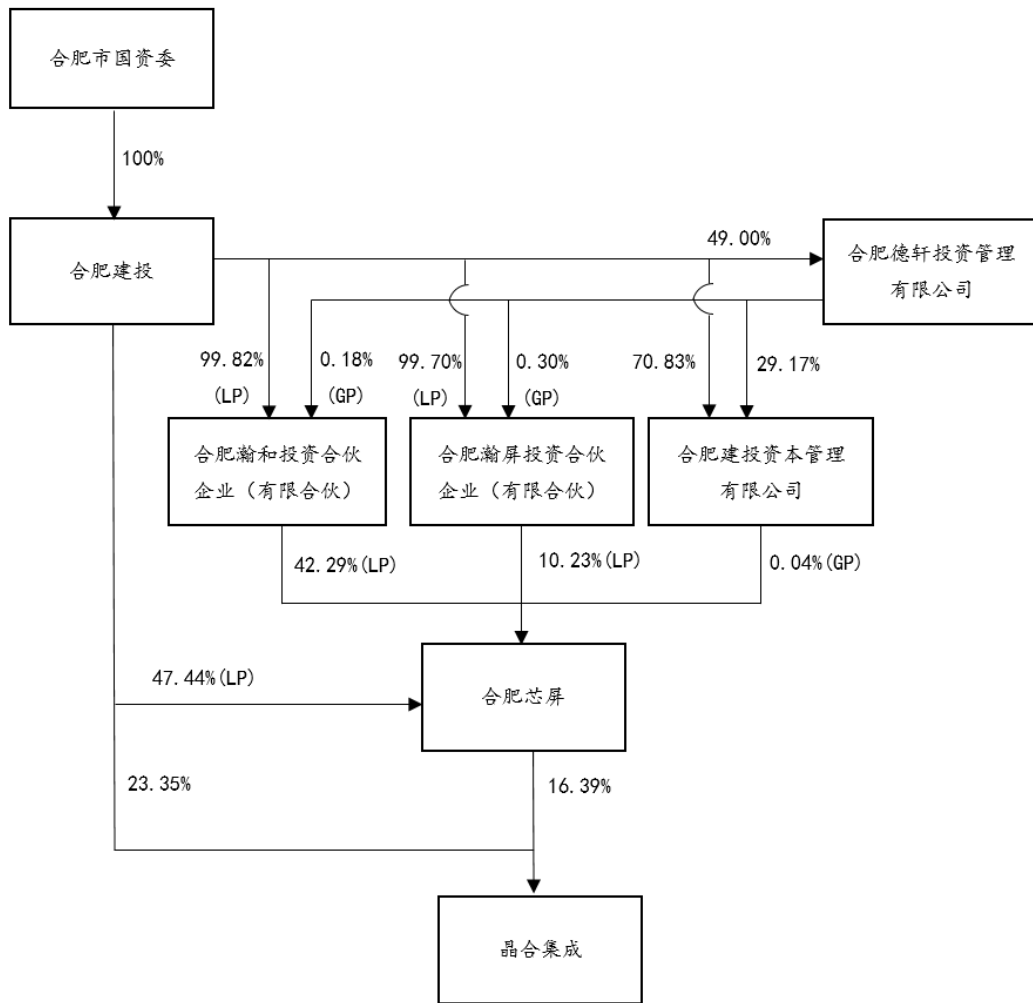 合肥市国资委
100%
合肥建投
49.00%
合肥德轩投资管理
有限公司
99.82%
(LP)
0.18%
(GP)
99.70%
(LP)
0.30%
(GP)
70.83%
29.17%
合肥瀚和投资合伙
企业（有限合伙）
合肥瀚屏投资合伙
企业（有限合伙）
合肥建投资本管理
有限公司
42.29%(LP)
10.23%(LP)
0.04%(GP)
47.44%(LP)
合肥芯屏
23.35%
16.39%
晶合集成